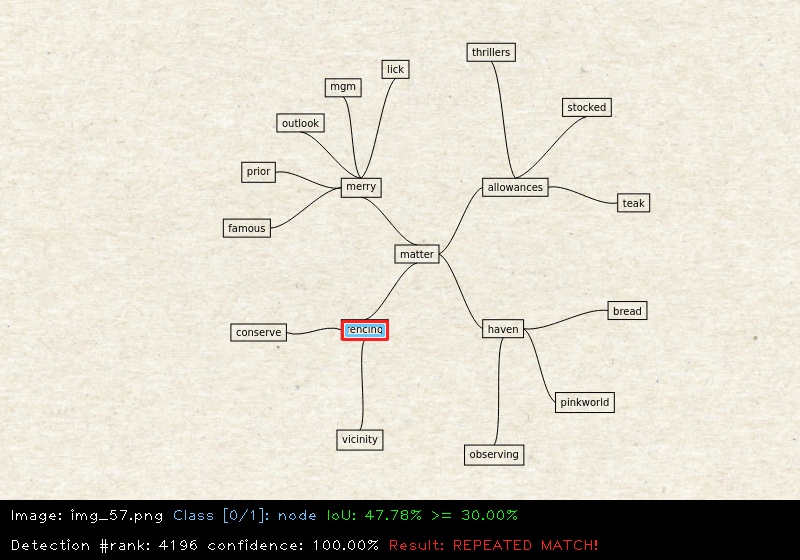 thrillers
lick
mgm
stocked
outlook
prior
merry
allowances
teak
famous
matter
bread
conserve
fencing
haven
pinkworld
vicinity
observing
Image: img_57.png Class [0/1]: node IoU: 47.78% >= 30.00%
Detection #rank: 4196 confidence: 100.00% Result: REPEATED MATCH!